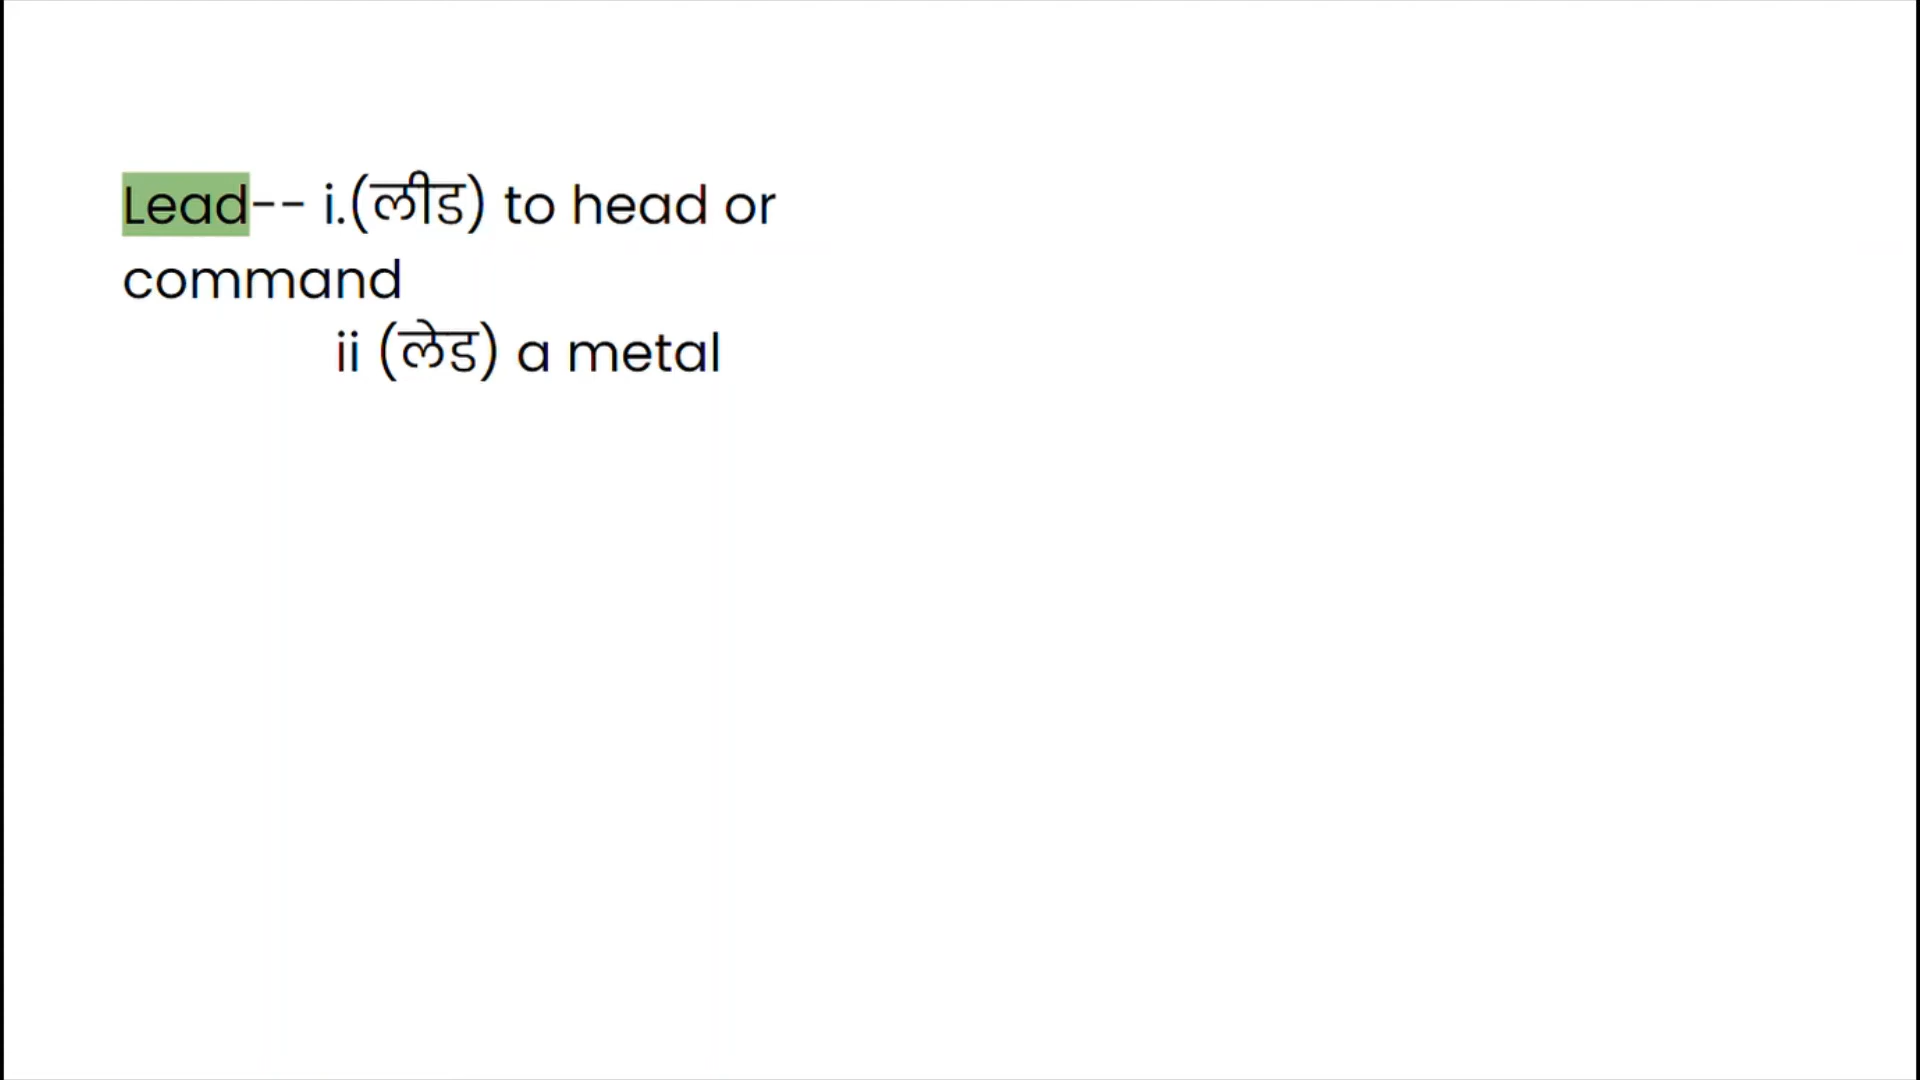 Lead-- i.(लीड) to head or
command
ii (लेड) a metal